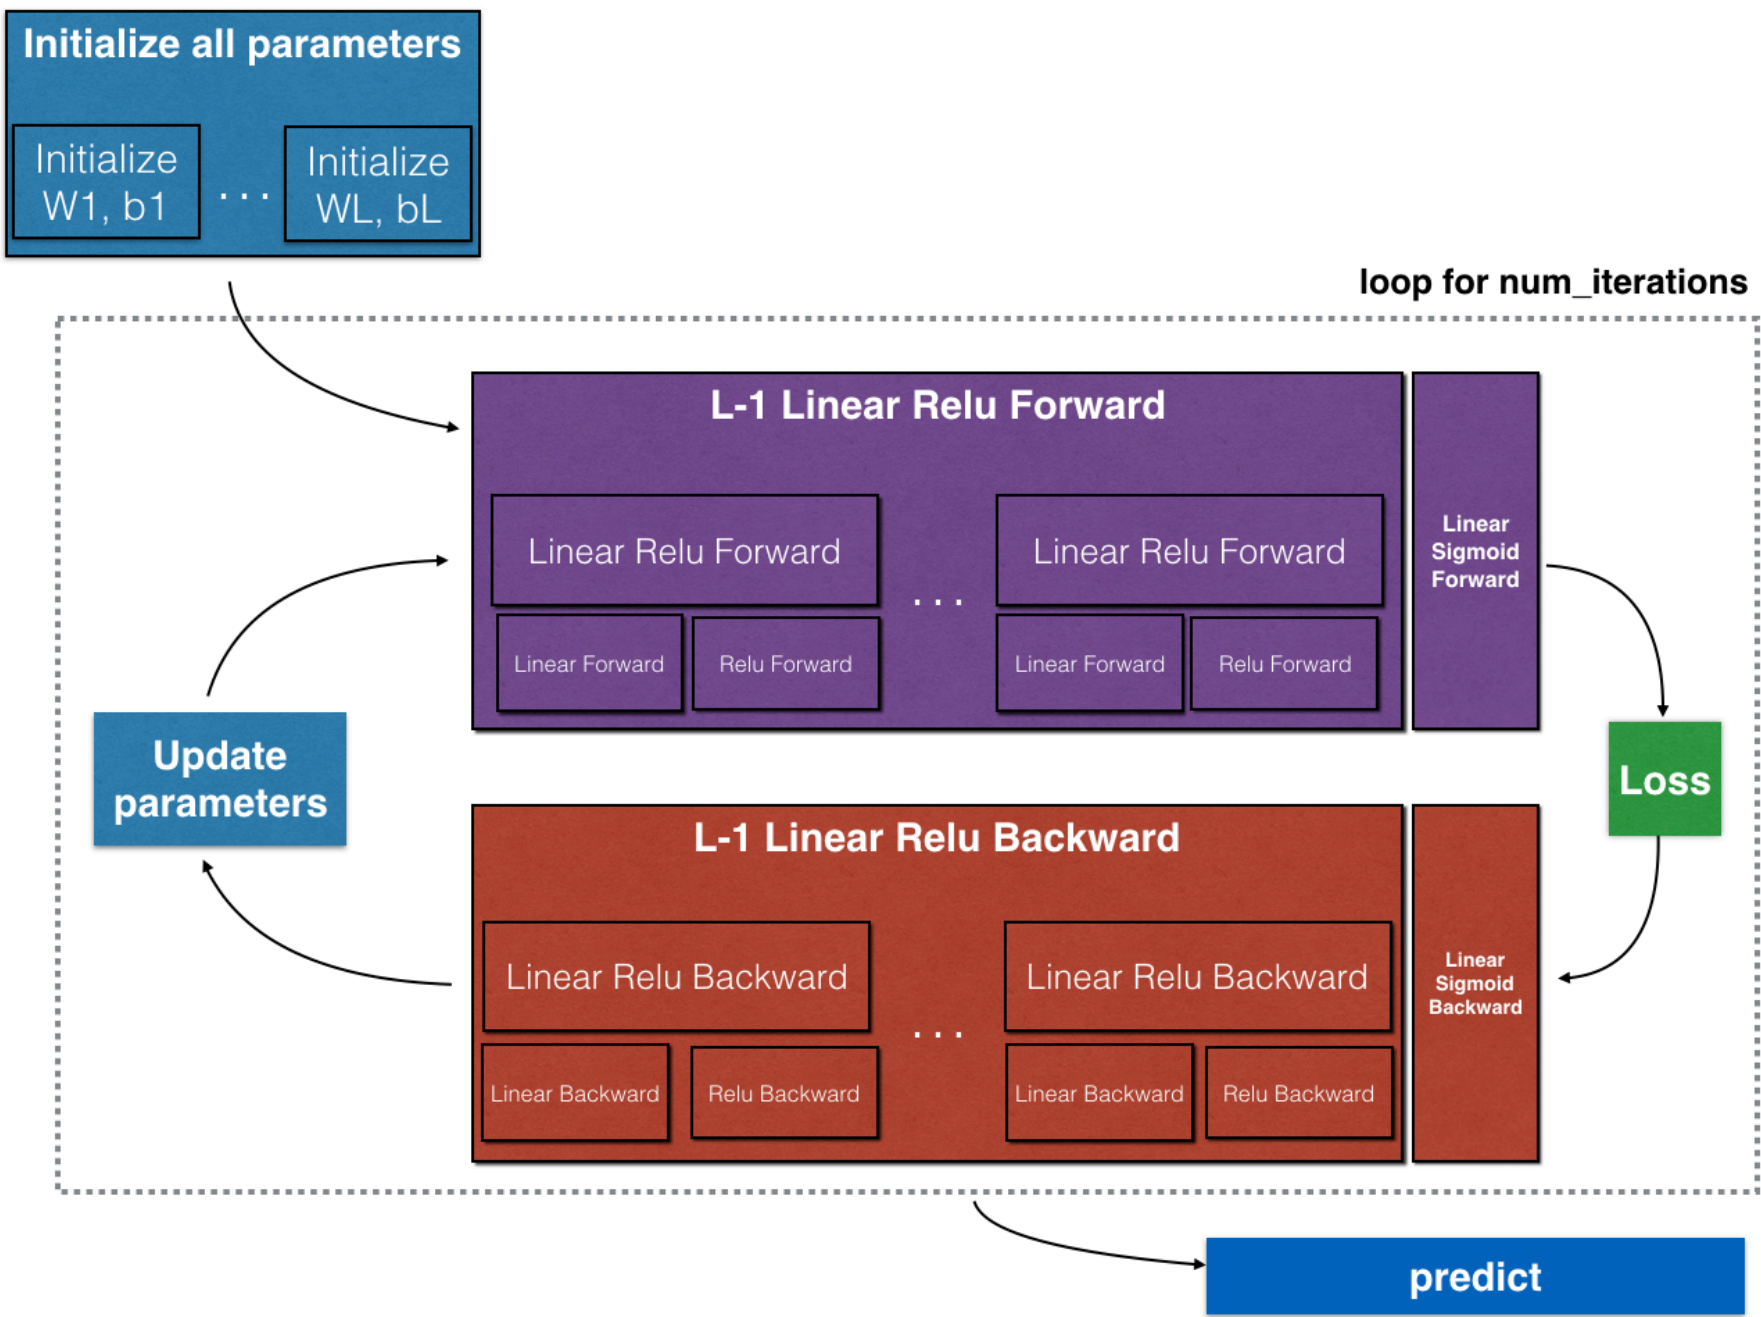 Initialize all parameters
Initialize
W1, b1
...
Initialize
WL, bL
loop for num_iterations
L-1 Linear Relu Forward
Linear Relu Forward
...
Linear Relu Forward
Linear Forward
Relu Forward
Linear Forward
Relu Forward
Linear
Sigmoid
Forward
Update
parameters
Loss
L-1 Linear Relu Backward
Linear Relu Backward
...
Linear Relu Backward
Linear Backward
Relu Backward
Linear Backward
Relu Backward
Linear
Sigmoid
Backward
predict